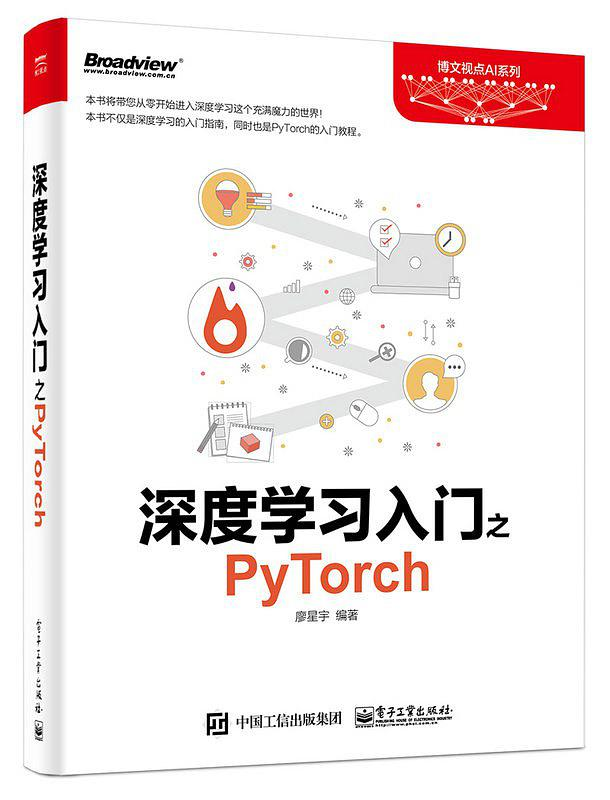 Broadview®
www.broadview.com.cn
博文视点AI系列
本书将带您从零开始进入深度学习这个充满魔力的世界!
本书不仅是深度学习的入门指南,同时也是PyTorch的入门教程。
深度学习入门之
PyTorch
廖星宇 编著
中国工信出版集团
電子工業出版社·
PUBLISHING HOUSE OF ELECTRONICS INDUSTRY
http://www.phei.com.cn
深度学习入门之PyTorch
電子工業出版社·